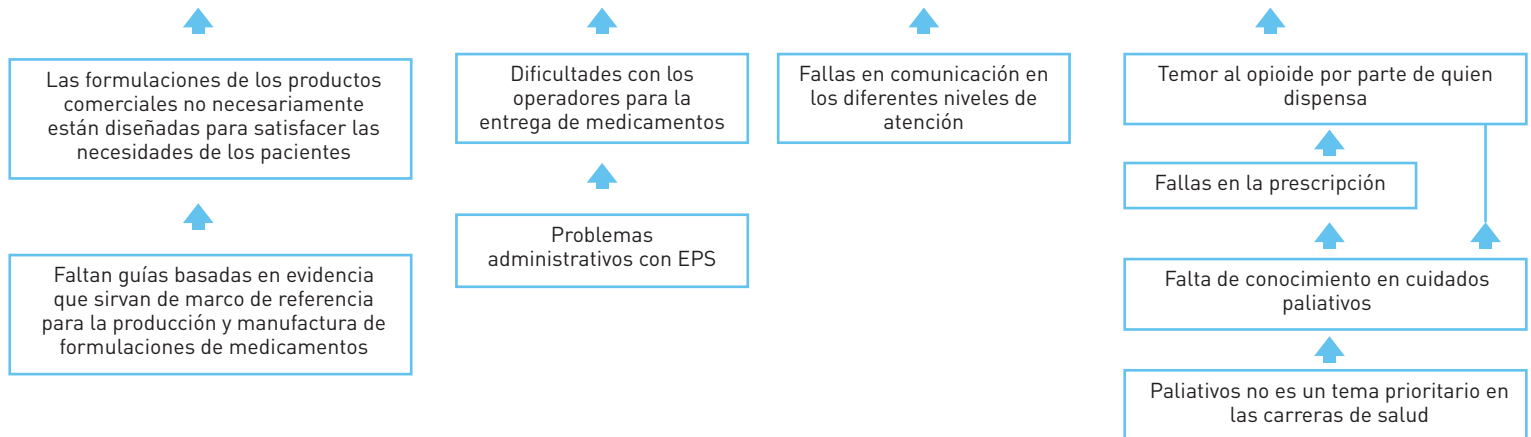 Las formulaciones de los productos
comerciales no necesariamente
están diseñadas para satisfacer las
necesidades de los pacientes
Dificultades con los
operadores para la
entrega de medicamentos
Fallas en comunicación en
los diferentes niveles de
atención
Temor al opioide por parte de quien
dispensa
Fallas en la prescripción
Problemas
administrativos con EPS
Faltan guías basadas en evidencia
que sirvan de marco de referencia
para la producción y manufactura de
formulaciones de medicamentos
Falta de conocimiento en cuidados
paliativos
Paliativos no es un tema prioritario en
las carreras de salud